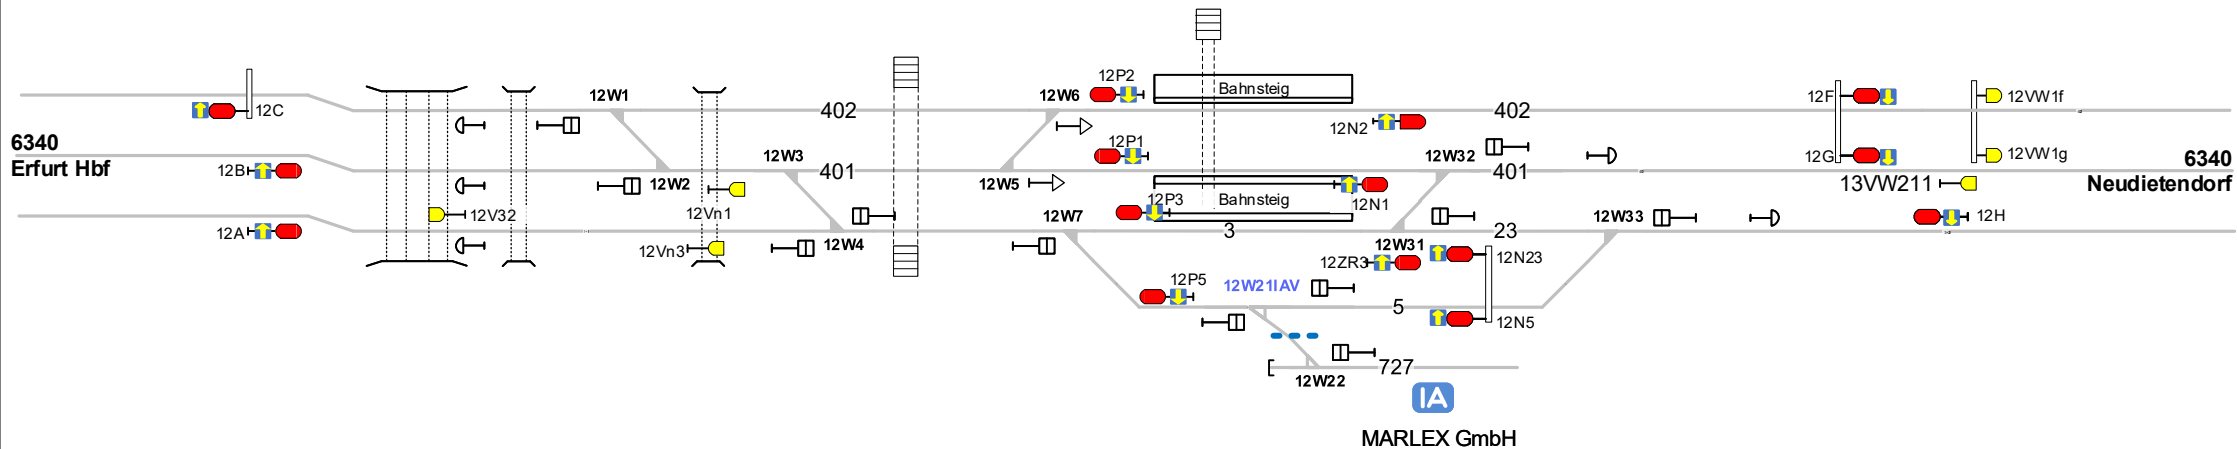 12P2
12W1
12W6
Bahnsteig
12F
12VW1f
12C
402
402
12N2
6340
Erfurt Hbf
12P1
12W3
12W32
12G
12VW1g
6340
Neudietendorf
12B
401
401
12W2
12W5
13VW211
12P3
Bahnsteig
12N1
12V32
12Vn1
12W7
12W33
12H
12A
3
23
12Vn3
12W4
12W31
12ZR3
12N23
12P5
12W21IAV
5
12N5
727
12W22
IA
MARLEX GmbH